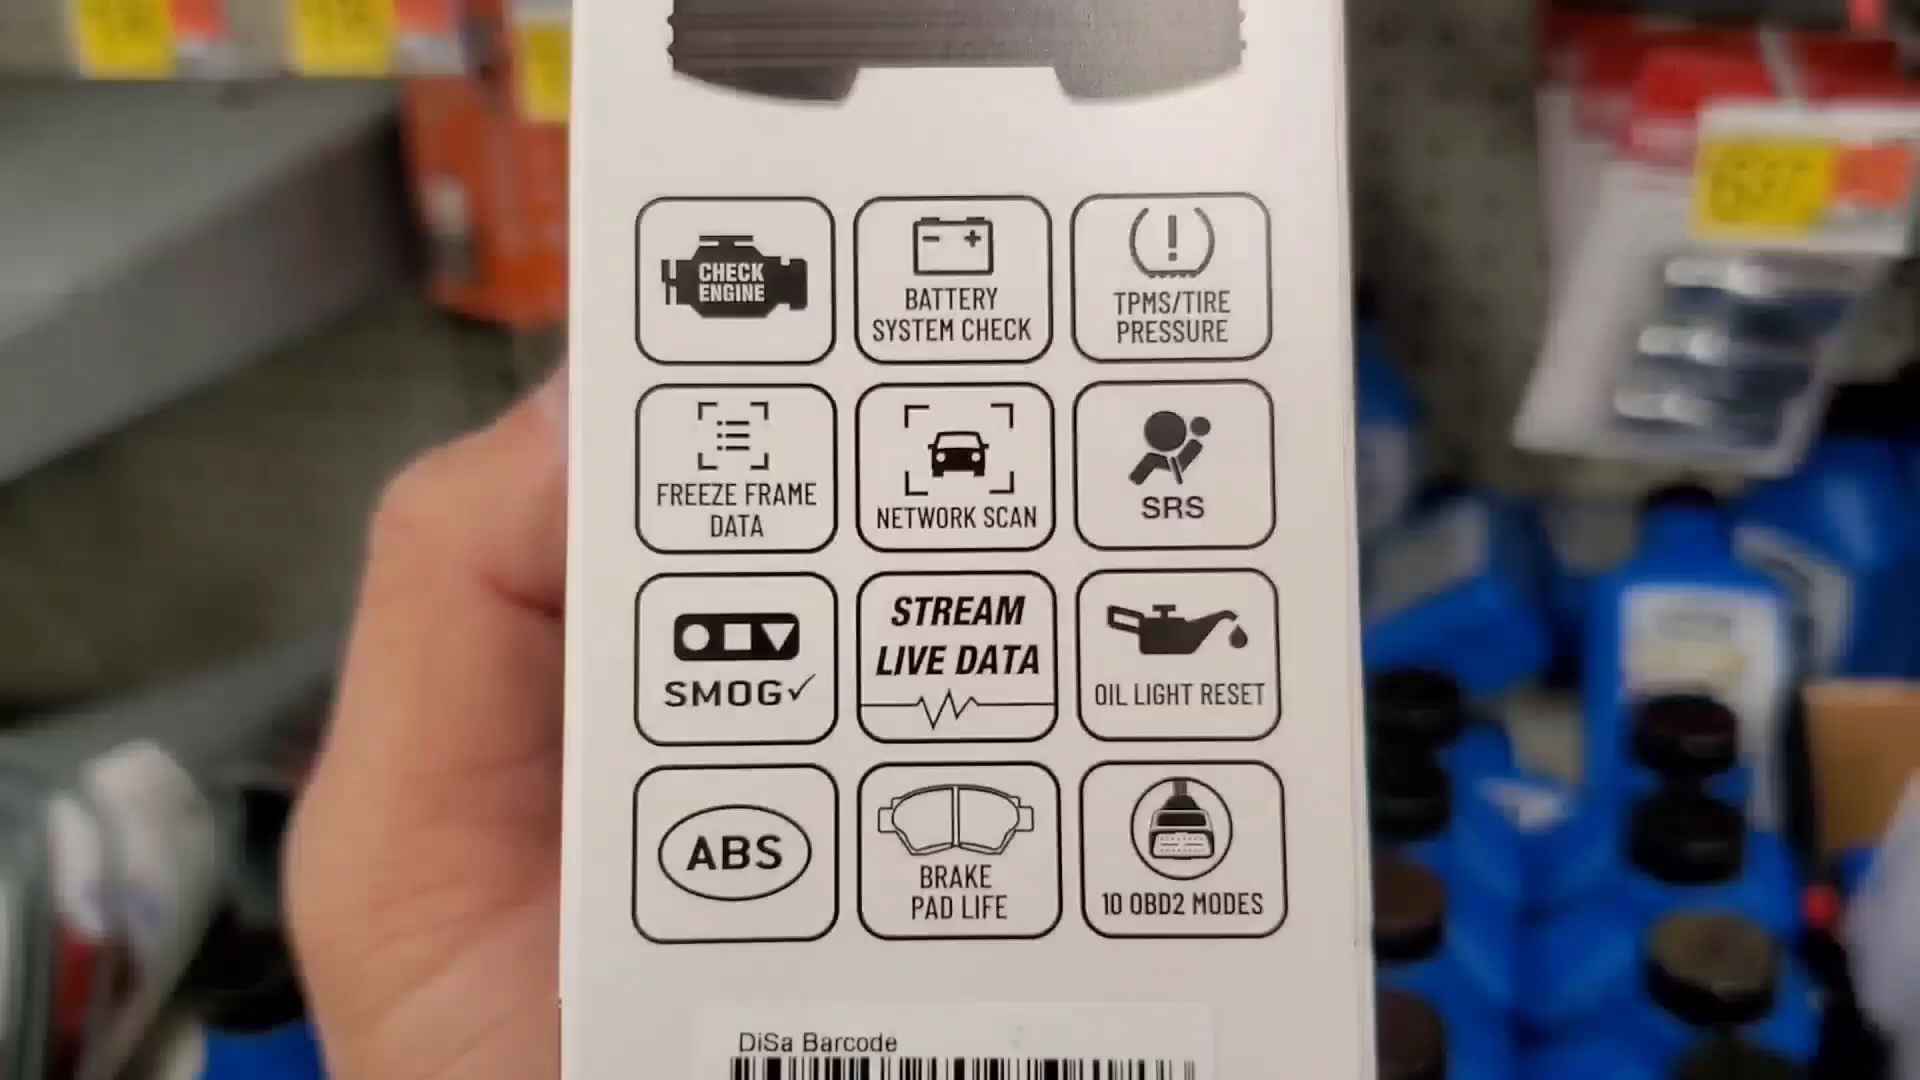 CHECK
ENGINE
BATTERY
SYSTEM CHECK
TPMS/TIRE
PRESSURE
FREEZE FRAME
DATA
NETWORK SCAN
SRS
SMOG✓
STREAM
LIVE DATA
OIL LIGHT RESET
ABS
BRAKE
PAD LIFE
10 OBD2 MODES
DiSa Barcode